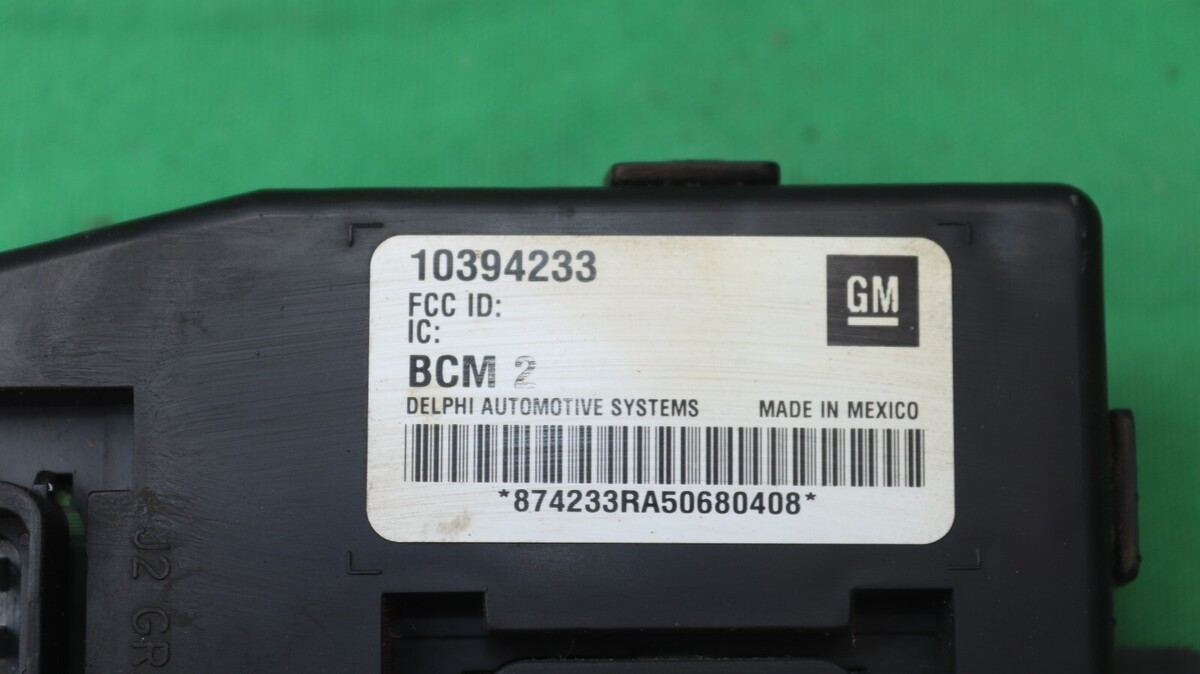 10394233
FCC ID:
IC:
GM
BCM 2
DELPHI AUTOMOTIVE SYSTEMS MADE IN MEXICO
*874233RA50680408*
J2 GR